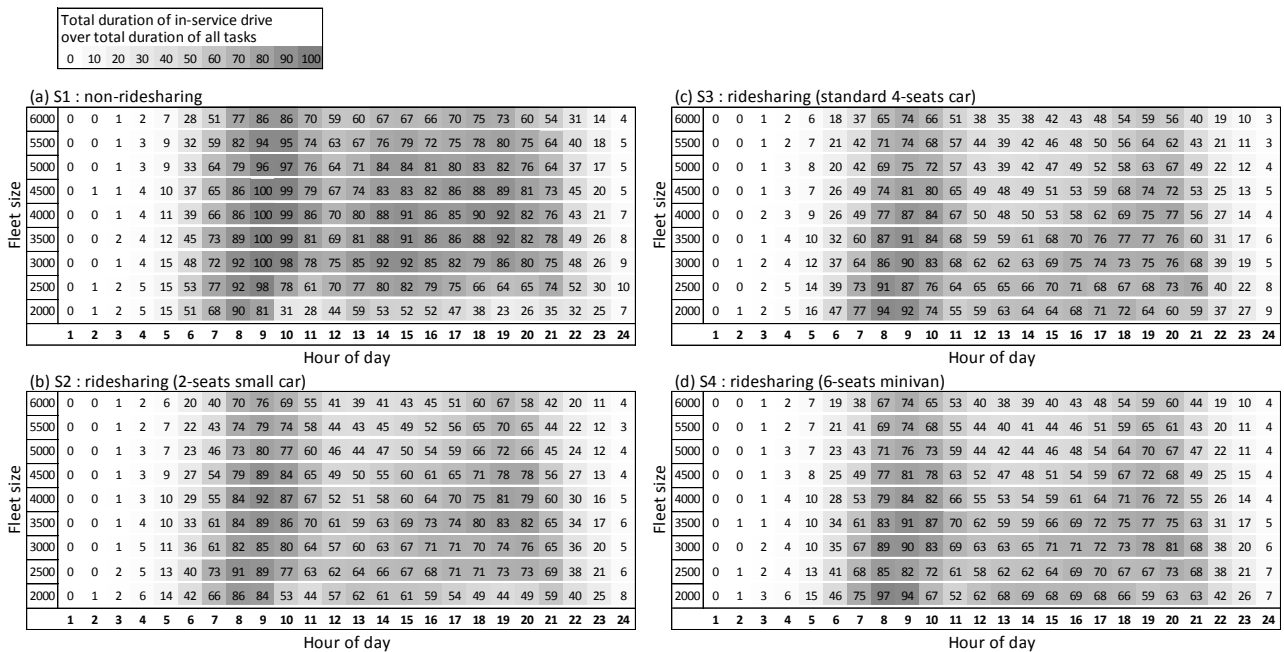 Total duration of in-service drive
over total duration of all tasks
0 10 20 30 40 50 60 70 80 90 100
(a) S1 : non-ridesharing
Fleet size
6000 0 0 1 2 7 28 51 77 86 86 70 59 60 67 67 66 70 75 73 60 54 31 14 4
5500 0 0 1 3 9 32 59 82 94 95 74 63 67 76 79 72 75 78 80 75 64 40 18 5
5000 0 0 1 3 9 33 64 79 96 97 76 64 71 84 84 81 80 83 82 76 64 37 17 5
4500 0 1 1 4 10 37 65 86 100 99 79 67 74 83 83 82 86 88 89 81 73 45 20 5
4000 0 0 1 4 11 39 66 86 100 99 86 70 80 88 91 86 85 90 92 82 76 43 21 7
3500 0 0 2 4 12 45 73 89 100 99 81 69 81 88 91 86 86 88 92 82 78 49 26 8
3000 0 0 1 4 15 48 72 92 100 98 78 75 85 92 92 85 82 79 86 80 75 48 26 9
2500 0 1 2 5 15 53 77 92 98 78 61 70 77 80 82 79 75 66 64 65 74 52 30 10
2000 0 1 2 5 15 51 68 90 81 31 28 44 59 53 52 52 47 38 23 26 35 32 25 7
1 2 3 4 5 6 7 8 9 10 11 12 13 14 15 16 17 18 19 20 21 22 23 24
Hour of day
(b) S2 : ridesharing (2-seats small car)
Fleet size
6000 0 0 1 2 6 20 40 70 76 69 55 41 39 41 43 45 51 60 67 58 42 20 11 4
5500 0 0 1 2 7 22 43 74 79 74 58 44 43 45 49 52 56 65 70 65 44 22 12 3
5000 0 0 1 3 7 23 46 73 80 77 60 46 44 47 50 54 59 66 72 66 45 24 12 4
4500 0 0 1 3 9 27 54 79 89 84 65 49 50 55 60 61 65 71 78 78 56 27 13 4
4000 0 0 1 3 10 29 55 84 92 87 67 52 51 58 60 64 70 75 81 79 60 30 16 5
3500 0 0 1 4 10 33 61 84 89 86 70 61 59 63 69 73 74 80 83 82 65 34 17 6
3000 0 0 1 5 11 36 61 82 85 80 64 57 60 63 67 71 71 70 74 76 65 36 20 5
2500 0 0 2 5 13 40 73 91 89 77 63 62 64 66 67 68 71 71 73 73 69 38 21 6
2000 0 1 2 6 14 42 66 86 84 53 44 57 62 61 61 59 54 49 44 49 59 40 25 8
1 2 3 4 5 6 7 8 9 10 11 12 13 14 15 16 17 18 19 20 21 22 23 24
Hour of day
(c) S3 : ridesharing (standard 4-seats car)
Fleet size
6000 0 0 1 2 6 18 37 65 74 66 51 38 35 38 42 43 48 54 59 56 40 19 10 3
5500 0 0 1 2 7 21 42 71 74 68 57 44 39 42 46 48 50 56 64 62 43 21 11 3
5000 0 0 1 3 8 20 42 69 75 72 57 43 39 42 47 49 52 58 63 67 49 22 12 4
4500 0 0 1 3 7 26 49 74 81 80 65 49 48 49 51 53 59 68 74 72 53 25 13 5
4000 0 0 2 3 9 26 49 77 87 84 67 50 48 50 53 58 62 69 75 77 56 27 14 4
3500 0 0 1 4 10 32 60 87 91 84 68 59 59 61 68 70 76 77 77 76 60 31 17 6
3000 0 1 2 4 12 37 64 86 90 83 68 62 62 63 69 75 74 73 75 76 68 39 19 5
2500 0 0 2 5 14 39 73 91 87 76 64 65 65 66 70 71 68 67 68 73 76 40 22 8
2000 0 1 2 5 16 47 77 94 92 74 55 59 63 64 64 68 71 72 64 60 59 37 27 9
1 2 3 4 5 6 7 8 9 10 11 12 13 14 15 16 17 18 19 20 21 22 23 24
Hour of day
(d) S4 : ridesharing (6-seats minivan)
Fleet size
6000 0 0 1 2 7 19 38 67 74 65 53 40 38 39 40 43 48 54 59 60 44 19 10 4
5500 0 0 1 2 7 21 41 69 74 68 55 44 40 41 44 46 51 59 65 61 43 20 11 4
5000 0 0 1 3 7 23 43 71 76 73 59 44 42 44 46 48 54 64 70 67 47 22 11 4
4500 0 0 1 3 8 25 49 77 81 78 63 52 47 48 51 54 59 67 72 68 49 25 15 4
4000 0 0 1 4 10 28 53 79 84 82 66 55 53 54 59 61 64 71 76 72 55 26 14 4
3500 0 1 1 4 10 34 61 83 91 87 70 62 59 59 66 69 72 75 77 75 63 31 17 5
3000 0 0 2 4 10 35 67 89 90 83 69 63 63 65 71 71 72 73 78 81 68 38 20 6
2500 0 1 2 4 13 41 68 85 82 72 61 58 62 62 64 69 70 67 67 73 68 38 21 7
2000 0 1 3 6 15 46 75 97 94 67 52 62 68 69 68 69 68 66 59 63 63 42 26 7
1 2 3 4 5 6 7 8 9 10 11 12 13 14 15 16 17 18 19 20 21 22 23 24
Hour of day